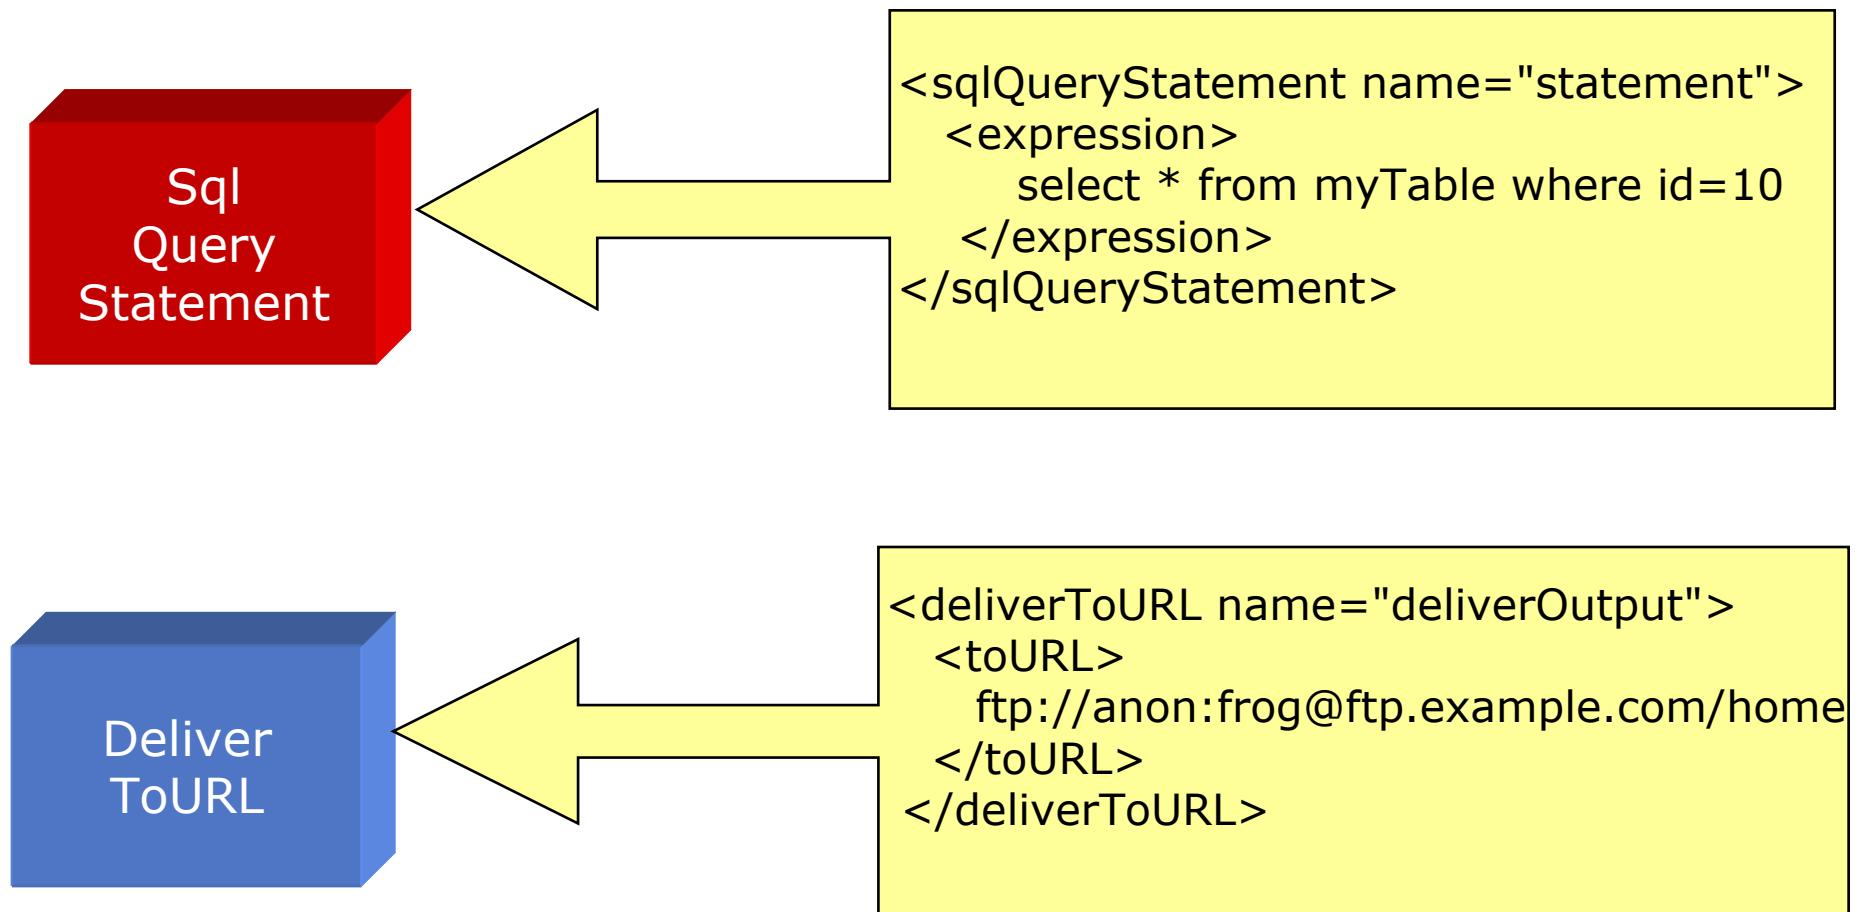 Sql
Query
Statement
<sqlQueryStatement name="statement">
<expression>
select * from myTable where id=10
</expression>
</sqlQueryStatement>
Deliver
ToURL
<deliverToURL name="deliverOutput">
<toURL>
ftp://anon:frog@ftp.example.com/home
</toURL>
</deliverToURL>